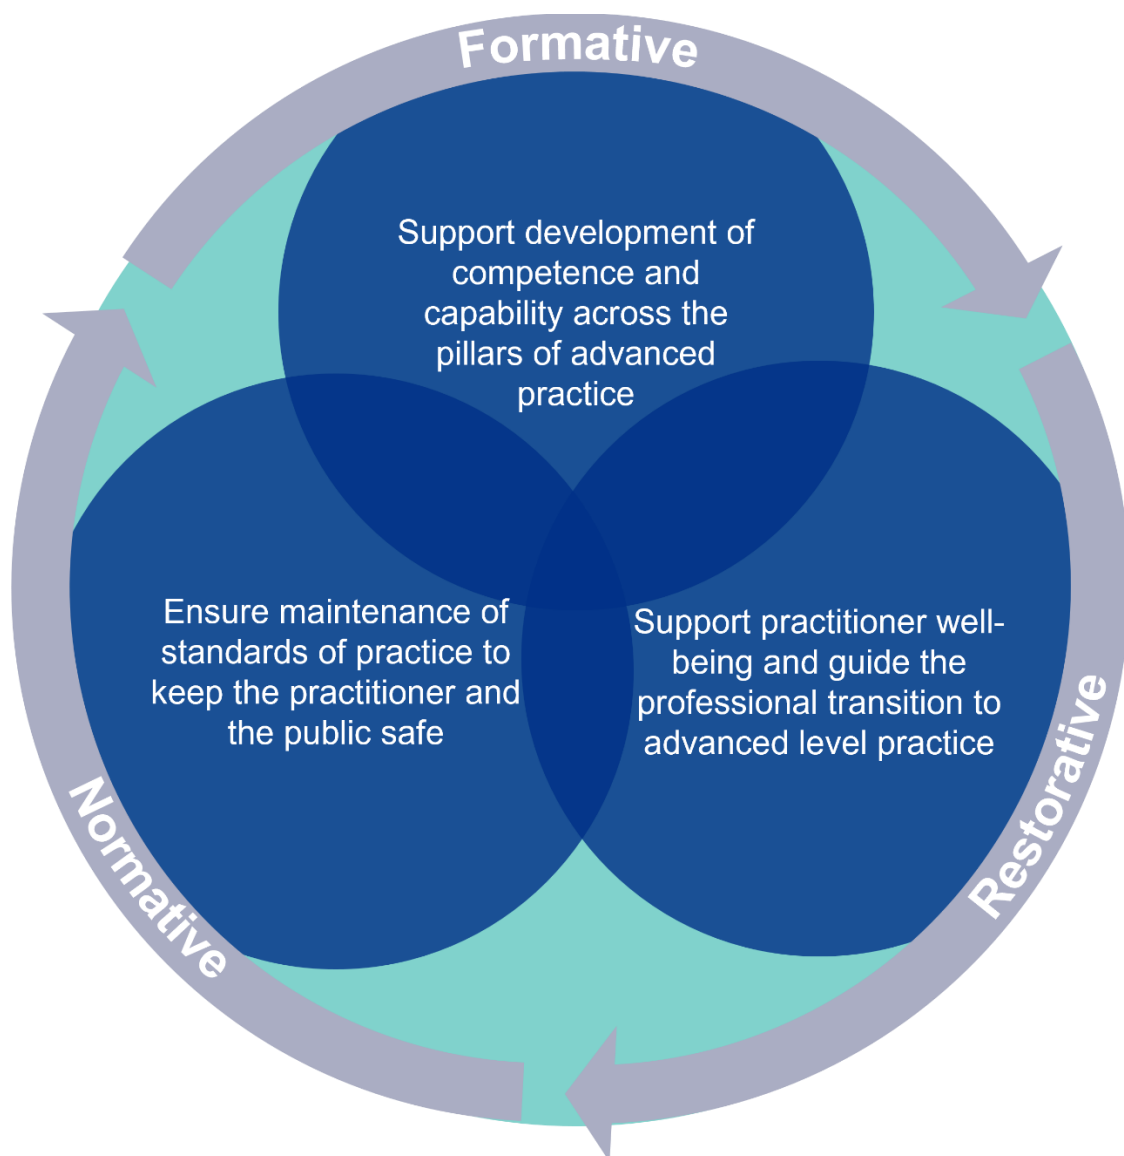 Formative
Support development of
competence and
capability across the
pillars of advanced
practice
Ensure maintenance of
standards of practice to
keep the practitioner and
the public safe
Support practitioner well-
being and guide the
professional transition to
advanced level practice
Normative
Restorative